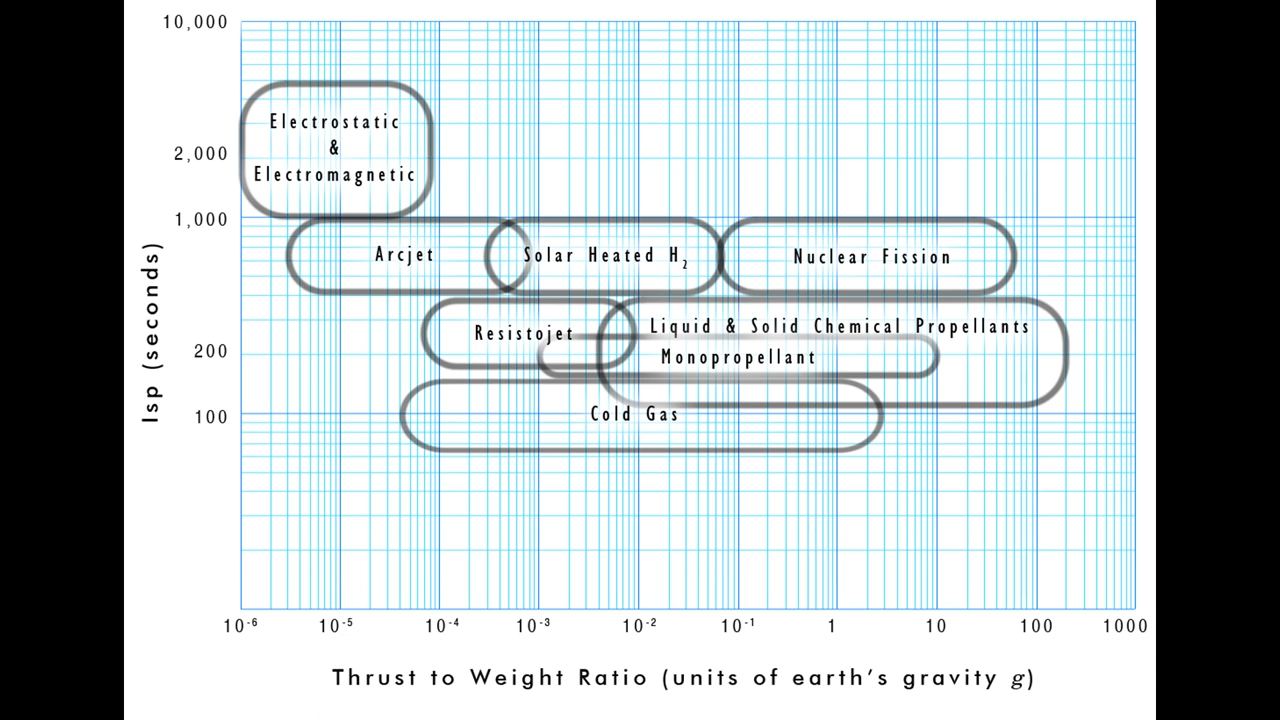 10,000
Electrostatic
&
Electromagnetic
2,000
1,000
Arcjet
Solar Heated H₂
Nuclear Fission
Isp (seconds)
Resistojet
Liquid & Solid Chemical Propellants
200
Monopropellant
100
Cold Gas
10⁻⁶ 10⁻⁵ 10⁻⁴ 10⁻³ 10⁻² 10⁻¹ 1 10 100 1000
Thrust to Weight Ratio (units of earth's gravity g)